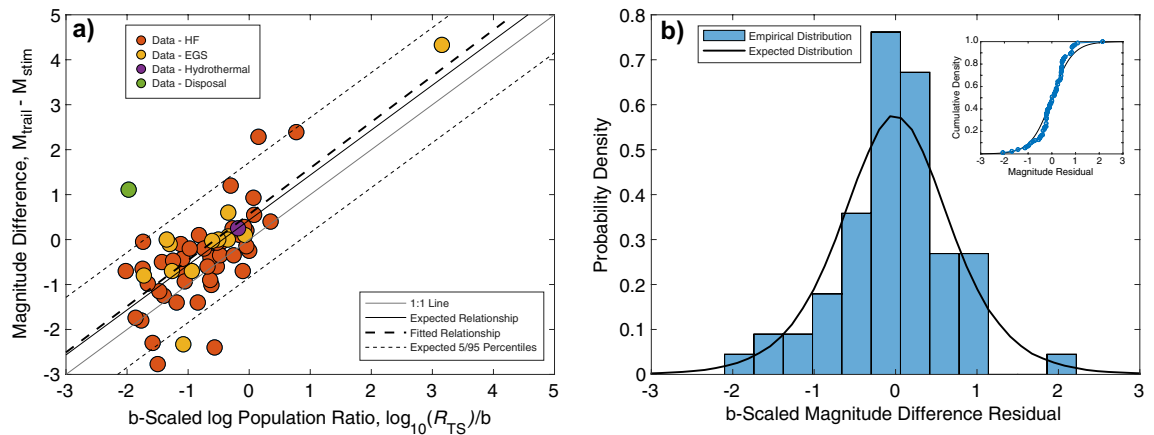 a)
Magnitude Difference, M_trail - M_stim
5
4
3
2
1
0
-1
-2
-3
Data - HF
Data - EGS
Data - Hydrothermal
Data - Disposal
1:1 Line
Expected Relationship
Fitted Relationship
Expected 5/95 Percentiles
-3 -2 -1 0 1 2 3 4 5
b-Scaled log Population Ratio, log10(R_TS)/b
b)
Probability Density
0.8
0.7
0.6
0.5
0.4
0.3
0.2
0.1
0
Empirical Distribution
Expected Distribution
Cumulative Density
1.0
0.8
0.6
0.4
0.2
-3 -2 -1 0 1 2 3
Magnitude Residual
-3 -2 -1 0 1 2 3
b-Scaled Magnitude Difference Residual